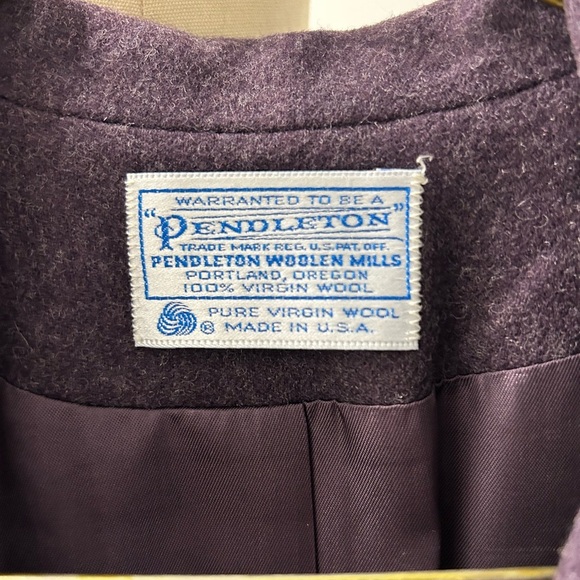 WARRANTED TO BE A
"PENDLETON"
TRADE MARK REG. U.S. PAT. OFF.
PENDLETON WOOLEN MILLS
PORTLAND, OREGON
100% VIRGIN WOOL
PURE VIRGIN WOOL
® MADE IN U.S.A.